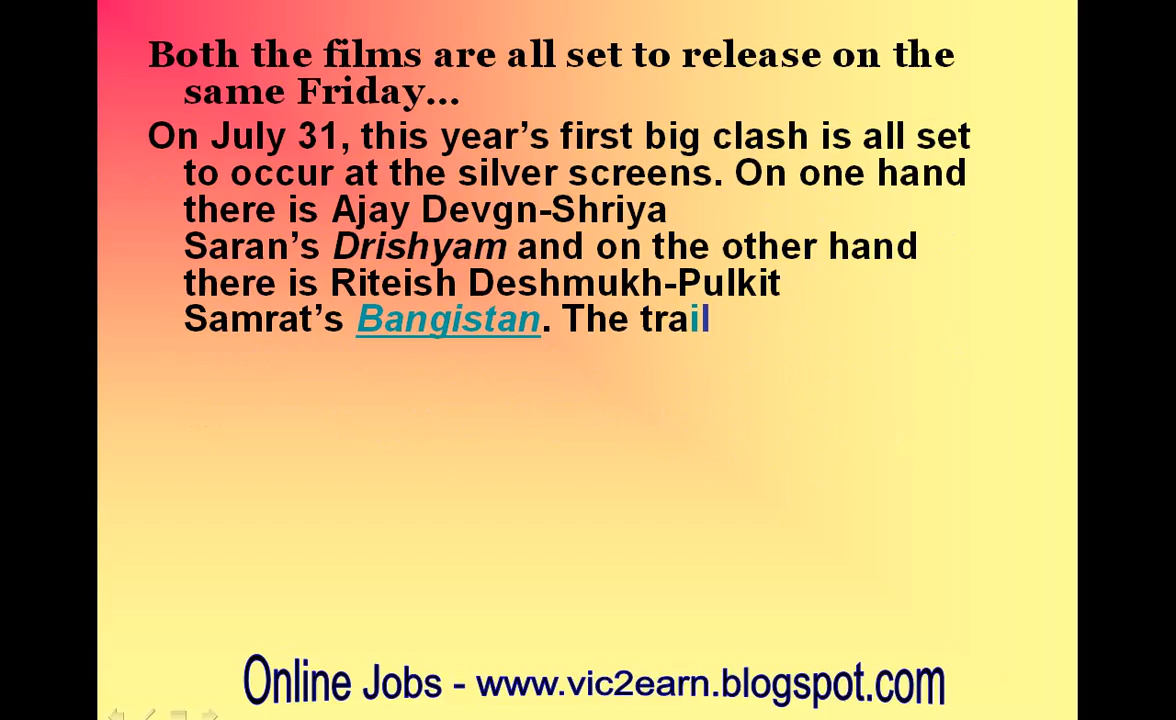 Both the films are all set to release on the
same Friday...
On July 31, this year’s first big clash is all set
to occur at the silver screens. On one hand
there is Ajay Devgn-Shriya
Saran’s Drishyam and on the other hand
there is Riteish Deshmukh-Pulkit
Samrat’s Bangistan. The trail
Online Jobs - www.vic2earn.blogspot.com